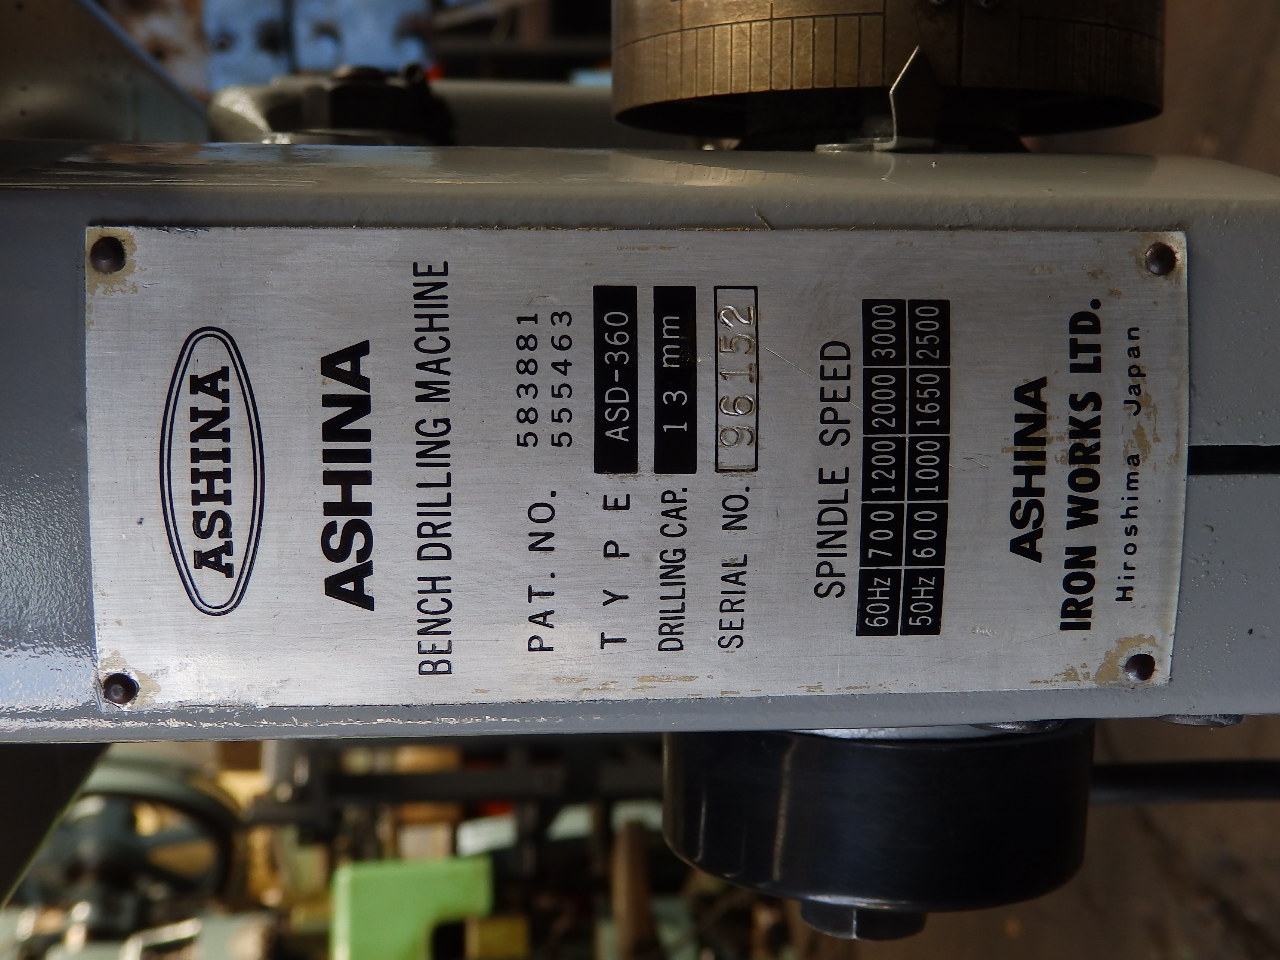 ASHINA
ASHINA
BENCH DRILLING MACHINE
PAT. NO. 583881
555463
TYPE ASD-360
DRILLING CAP. 13 mm
SERIAL NO. 96152
SPINDLE SPEED
60Hz 700 1200 2000 3000
50Hz 600 1000 1650 2500
ASHINA
IRON WORKS LTD.
Hiroshima Japan